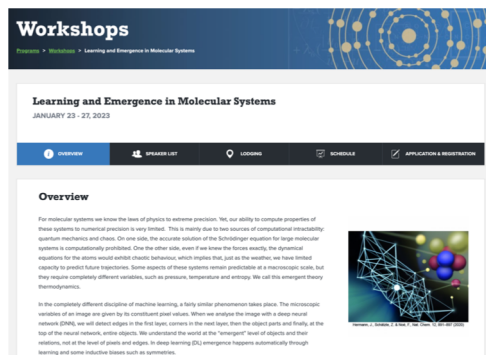 Workshops
Programs > Workshops > Learning and Emergence in Molecular Systems
Learning and Emergence in Molecular Systems
JANUARY 23 - 27, 2023
OVERVIEW
SPEAKER LIST
LODGING
SCHEDULE
APPLICATION & REGISTRATION
Overview
For molecular systems we know the laws of physics to extreme precision. Yet, our ability to compute properties of
these systems to numerical precision is very limited. This is mainly due to two sources of computational intractability:
quantum mechanics and chaos. On one side, the accurate solution of the Schrödinger equation for large molecular
systems is computationally prohibited. One the other side, even if we knew the forces exactly, the dynamical
equations for the atoms would exhibit chaotic behaviour, which implies that, just as the weather, we have limited
capacity to predict future trajectories. Some aspects of these systems remain predictable at a macroscopic scale, but
they require completely different variables, such as pressure, temperature and entropy. We call this emergent theory
thermodynamics.
Hermann, J., Schätzle, Z. & Noé, F., Nat. Chem. 12, 891–897 (2020)
In the completely different discipline of machine learning, a fairly similar phenomenon takes place. The microscopic
variables of an image are given by its constituent pixel values. When we analyse the image with a deep neural
network (DNN), we will detect edges in the first layer, corners in the next layer; then the object parts and finally, at the
top of the neural network, entire objects. We understand the world at the "emergent" level of objects and their
relations, not at the level of pixels and edges. In deep learning (DL) emergence happens automatically through
learning and some inductive biases such as symmetries.